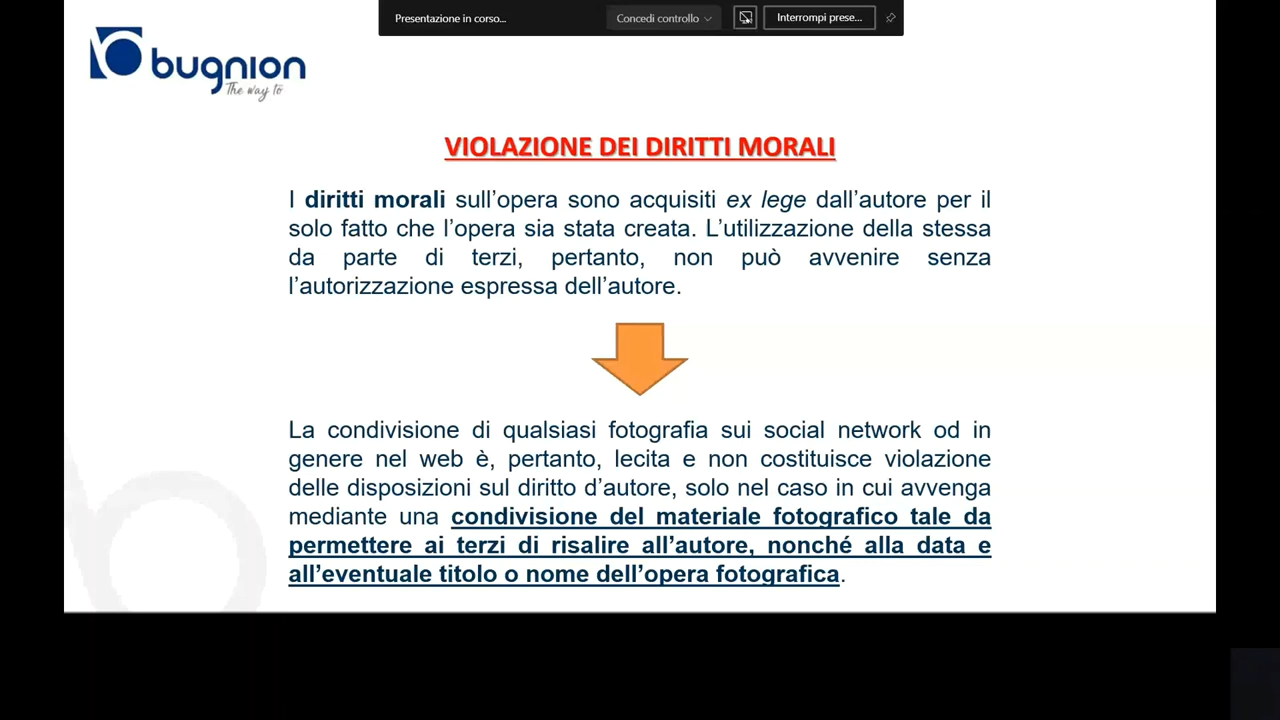 Presentazione in corso...
Concedi controllo
Interrompi prese...
bugnion
The way to
VIOLAZIONE DEI DIRITTI MORALI
I diritti morali sull’opera sono acquisiti ex lege dall’autore per il
solo fatto che l’opera sia stata creata. L’utilizzazione della stessa
da parte di terzi, pertanto, non può avvenire senza
l’autorizzazione espressa dell’autore.
La condivisione di qualsiasi fotografia sui social network od in
genere nel web è, pertanto, lecita e non costituisce violazione
delle disposizioni sul diritto d’autore, solo nel caso in cui avvenga
mediante una condivisione del materiale fotografico tale da
permettere ai terzi di risalire all’autore, nonché alla data e
all’eventuale titolo o nome dell’opera fotografica.